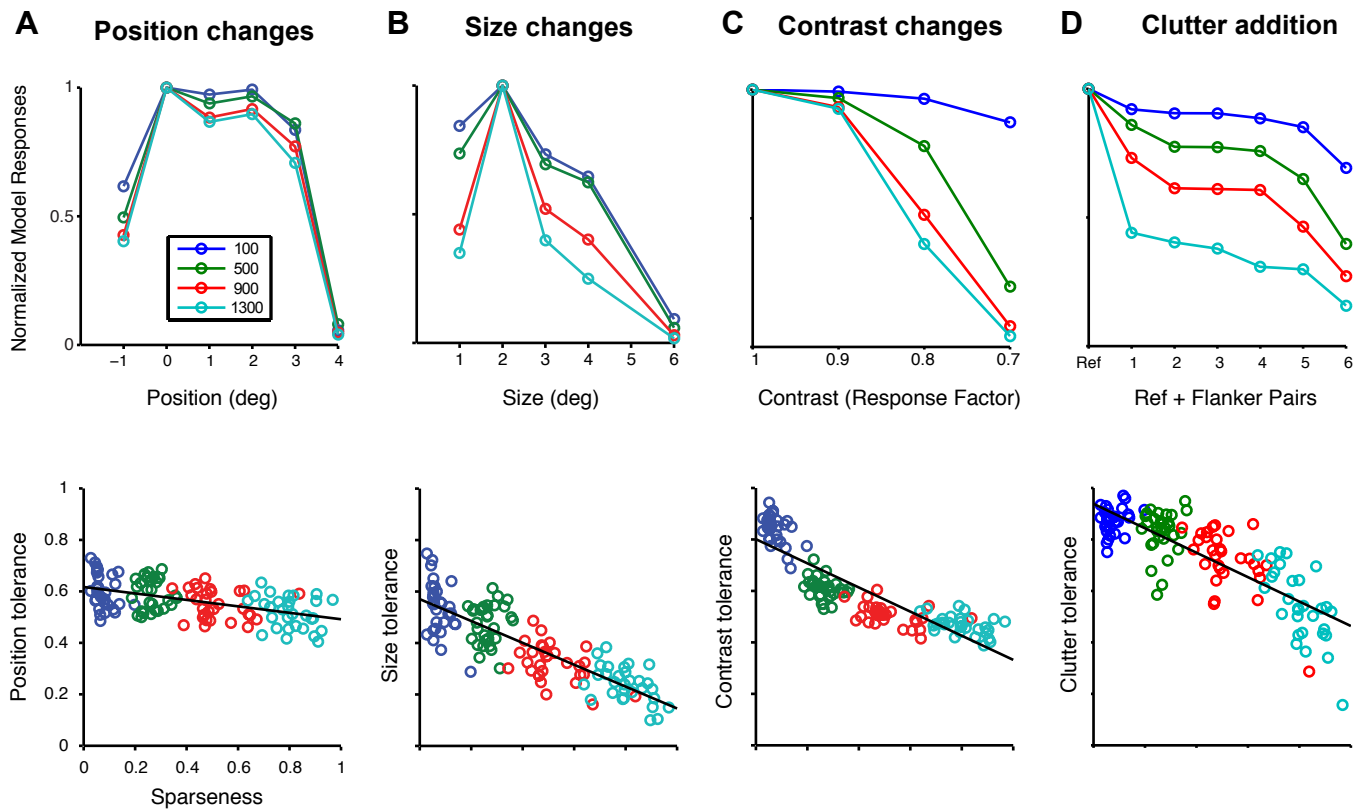 A Position changes
B Size changes
C Contrast changes
D Clutter addition
Normalized Model Responses
1
0.5
0
100
500
900
1300
−1 0 1 2 3 4
Position (deg)
1 2 3 4 6
Size (deg)
1 0.9 0.8 0.7
Contrast (Response Factor)
Ref 1 2 3 4 5 6
Ref + Flanker Pairs
Position tolerance
1
0.8
0.6
0.4
0.2
0
0 0.2 0.4 0.6 0.8 1
Sparseness
Size tolerance
Contrast tolerance
Clutter tolerance